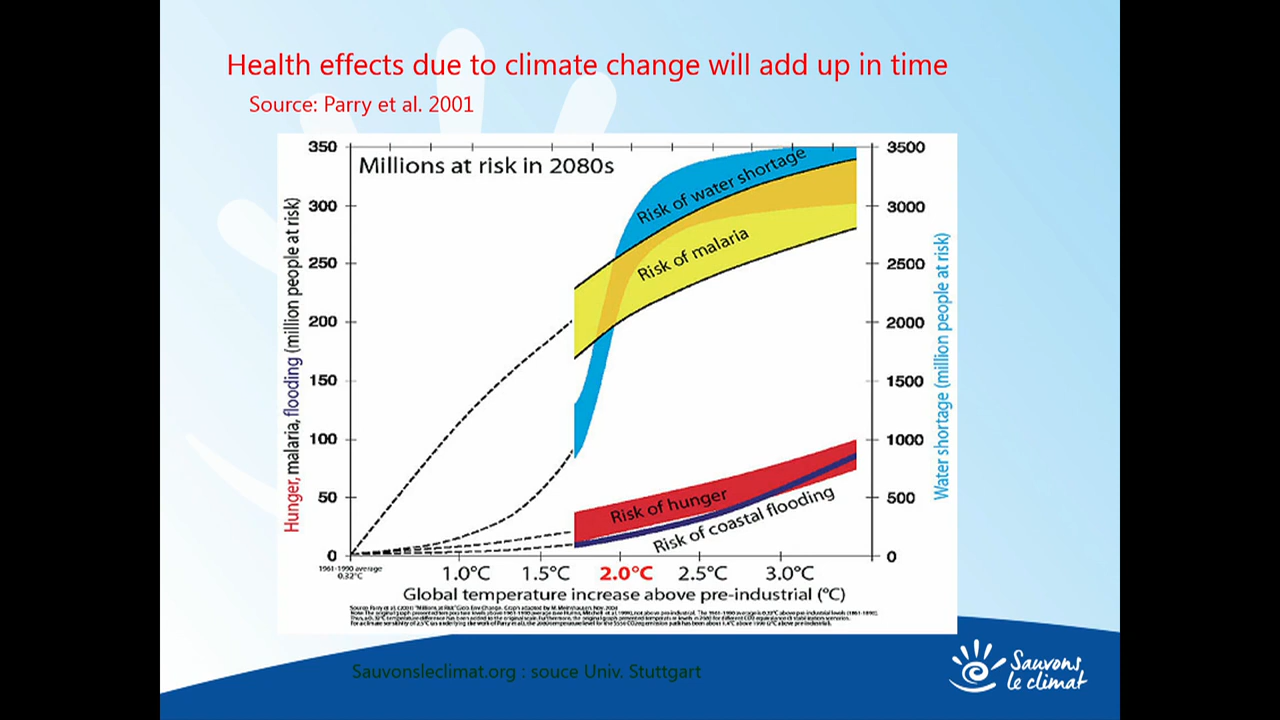 Health effects due to climate change will add up in time
Source: Parry et al. 2001
Millions at risk in 2080s
350
300
250
200
150
100
50
0
Hunger, malaria, flooding (million people at risk)
Risk of water shortage
Risk of malaria
Risk of hunger
Risk of coastal flooding
3500
3000
2500
2000
1500
1000
500
0
Water shortage (million people at risk)
1961-1990 average
0.32°C
1.0°C
1.5°C
2.0°C
2.5°C
3.0°C
Global temperature increase above pre-industrial (°C)
Sauvonsleclimat.org : souce Univ. Stuttgart
Sauvons
le climat